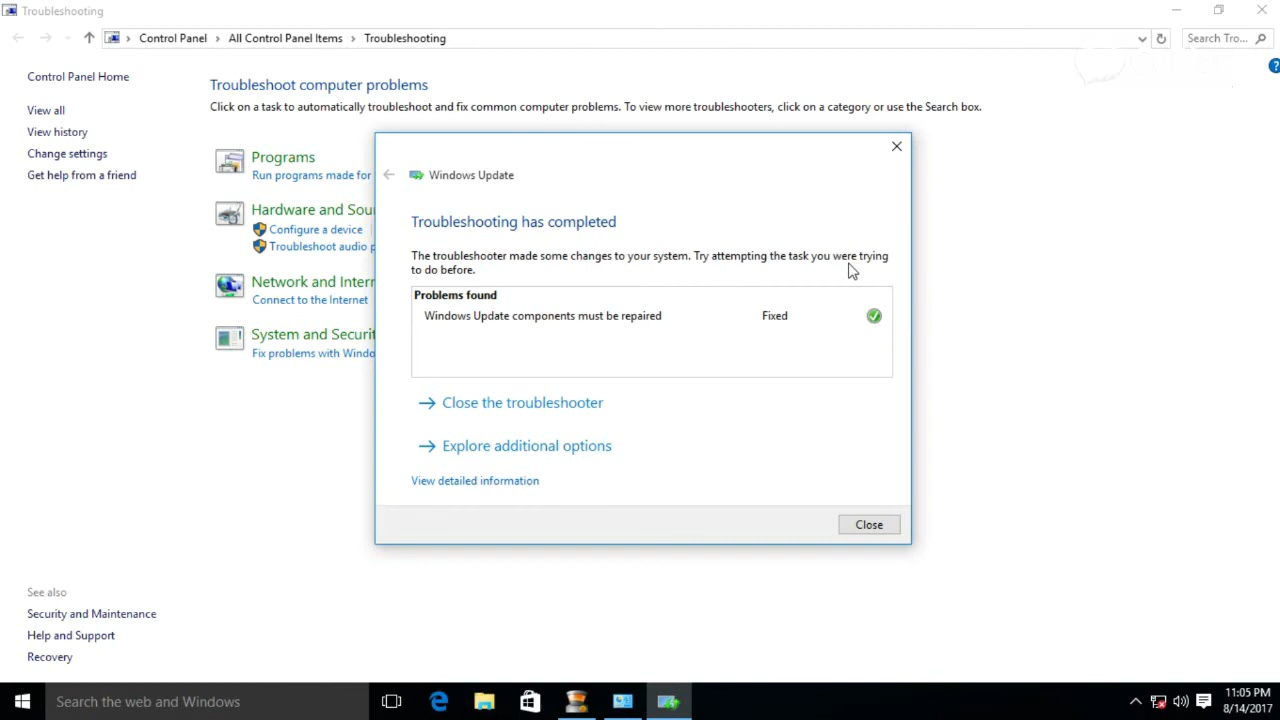 Troubleshooting
Control Panel > All Control Panel Items > Troubleshooting
Search Tro...
?
Control Panel Home
View all
View history
Change settings
Get help from a friend
Troubleshoot computer problems
Click on a task to automatically troubleshoot and fix common computer problems. To view more troubleshooters, click on a category or use the Search box.
Programs
Run programs made for
Hardware and Sou
Configure a device
Troubleshoot audio p
Network and Intern
Connect to the Internet
System and Securit
Fix problems with Windo
Windows Update
Troubleshooting has completed
The troubleshooter made some changes to your system. Try attempting the task you were trying
to do before.
Problems found
Windows Update components must be repaired Fixed
Close the troubleshooter
Explore additional options
View detailed information
Close
See also
Security and Maintenance
Help and Support
Recovery
Search the web and Windows
11:05 PM
8/14/2017